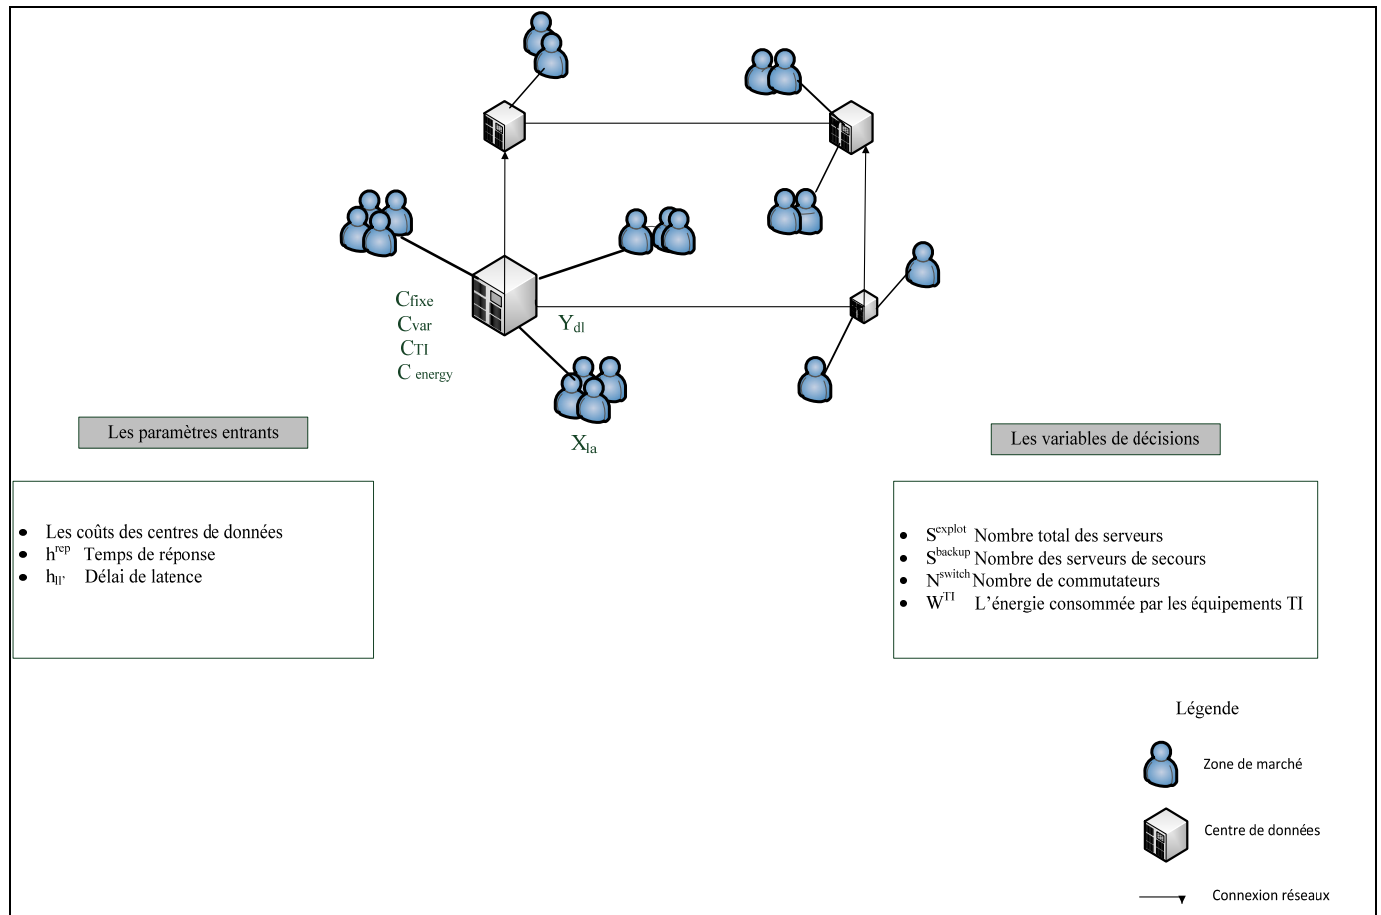 Cfixe
Cvar
CTI
C energy
Ydl
Xla
Les paramètres entrants
Les variables de décisions
• Les coûts des centres de données
• hrep Temps de réponse
• hll' Délai de latence
• Sexplot Nombre total des serveurs
• Sbackup Nombre des serveurs de secours
• Nswitch Nombre de commutateurs
• WTI L'énergie consommée par les équipements TI
Légende
Zone de marché
Centre de données
Connexion réseaux